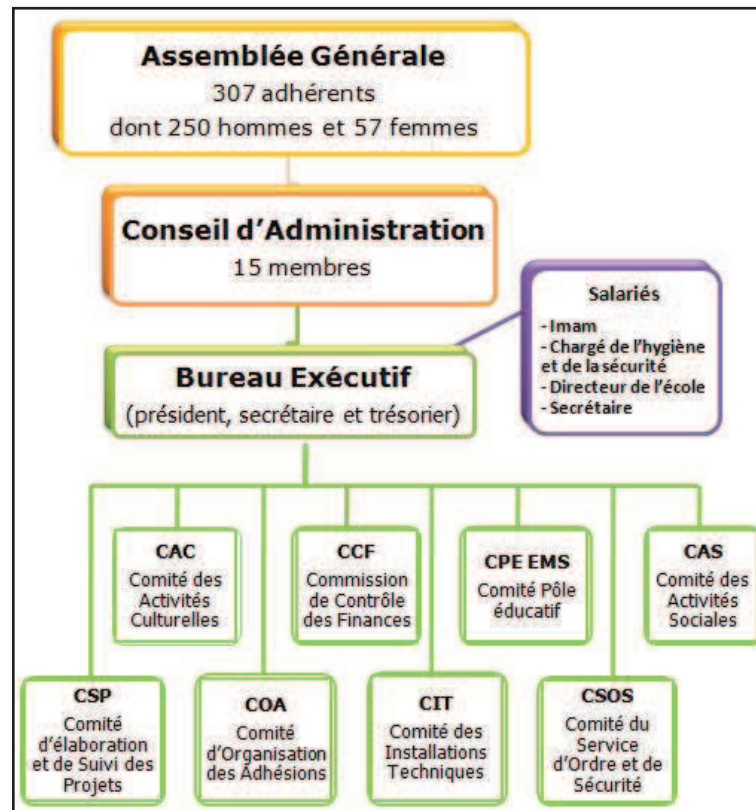 Assemblée Générale
307 adhérents
dont 250 hommes et 57 femmes
Conseil d'Administration
15 membres
Salariés
- Imam
- Chargé de l'hygiène
et de la sécurité
- Directeur de l'école
- Secrétaire
Bureau Exécutif
(président, secrétaire et trésorier)
CAC
Comité des
Activités
Culturelles
CCF
Commission
de Contrôle
des Finances
CPE EMS
Comité Pôle
éducatif
CAS
Comité des
Activités
Sociales
CSP
Comité
d'élaboration
et de Suivi des
Projets
COA
Comité
d'Organisation
des Adhésions
CIT
Comité des
Installations
Techniques
CSOS
Comité du
Service
d'Ordre et de
Sécurité